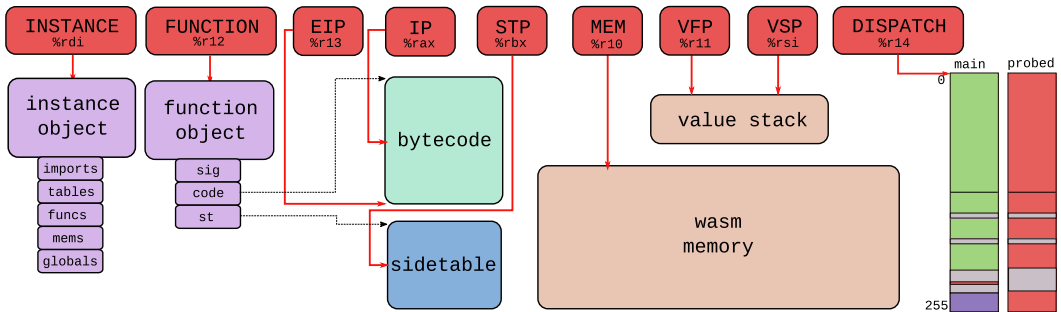 INSTANCE
%rdi
FUNCTION
%r12
EIP
%r13
IP
%rax
STP
%rbx
MEM
%r10
VFP
%r11
VSP
%rsi
DISPATCH
%r14
main
probed
0
instance
object
function
object
bytecode
value stack
imports
tables
funcs
mems
globals
sig
code
st
sidetable
wasm
memory
255